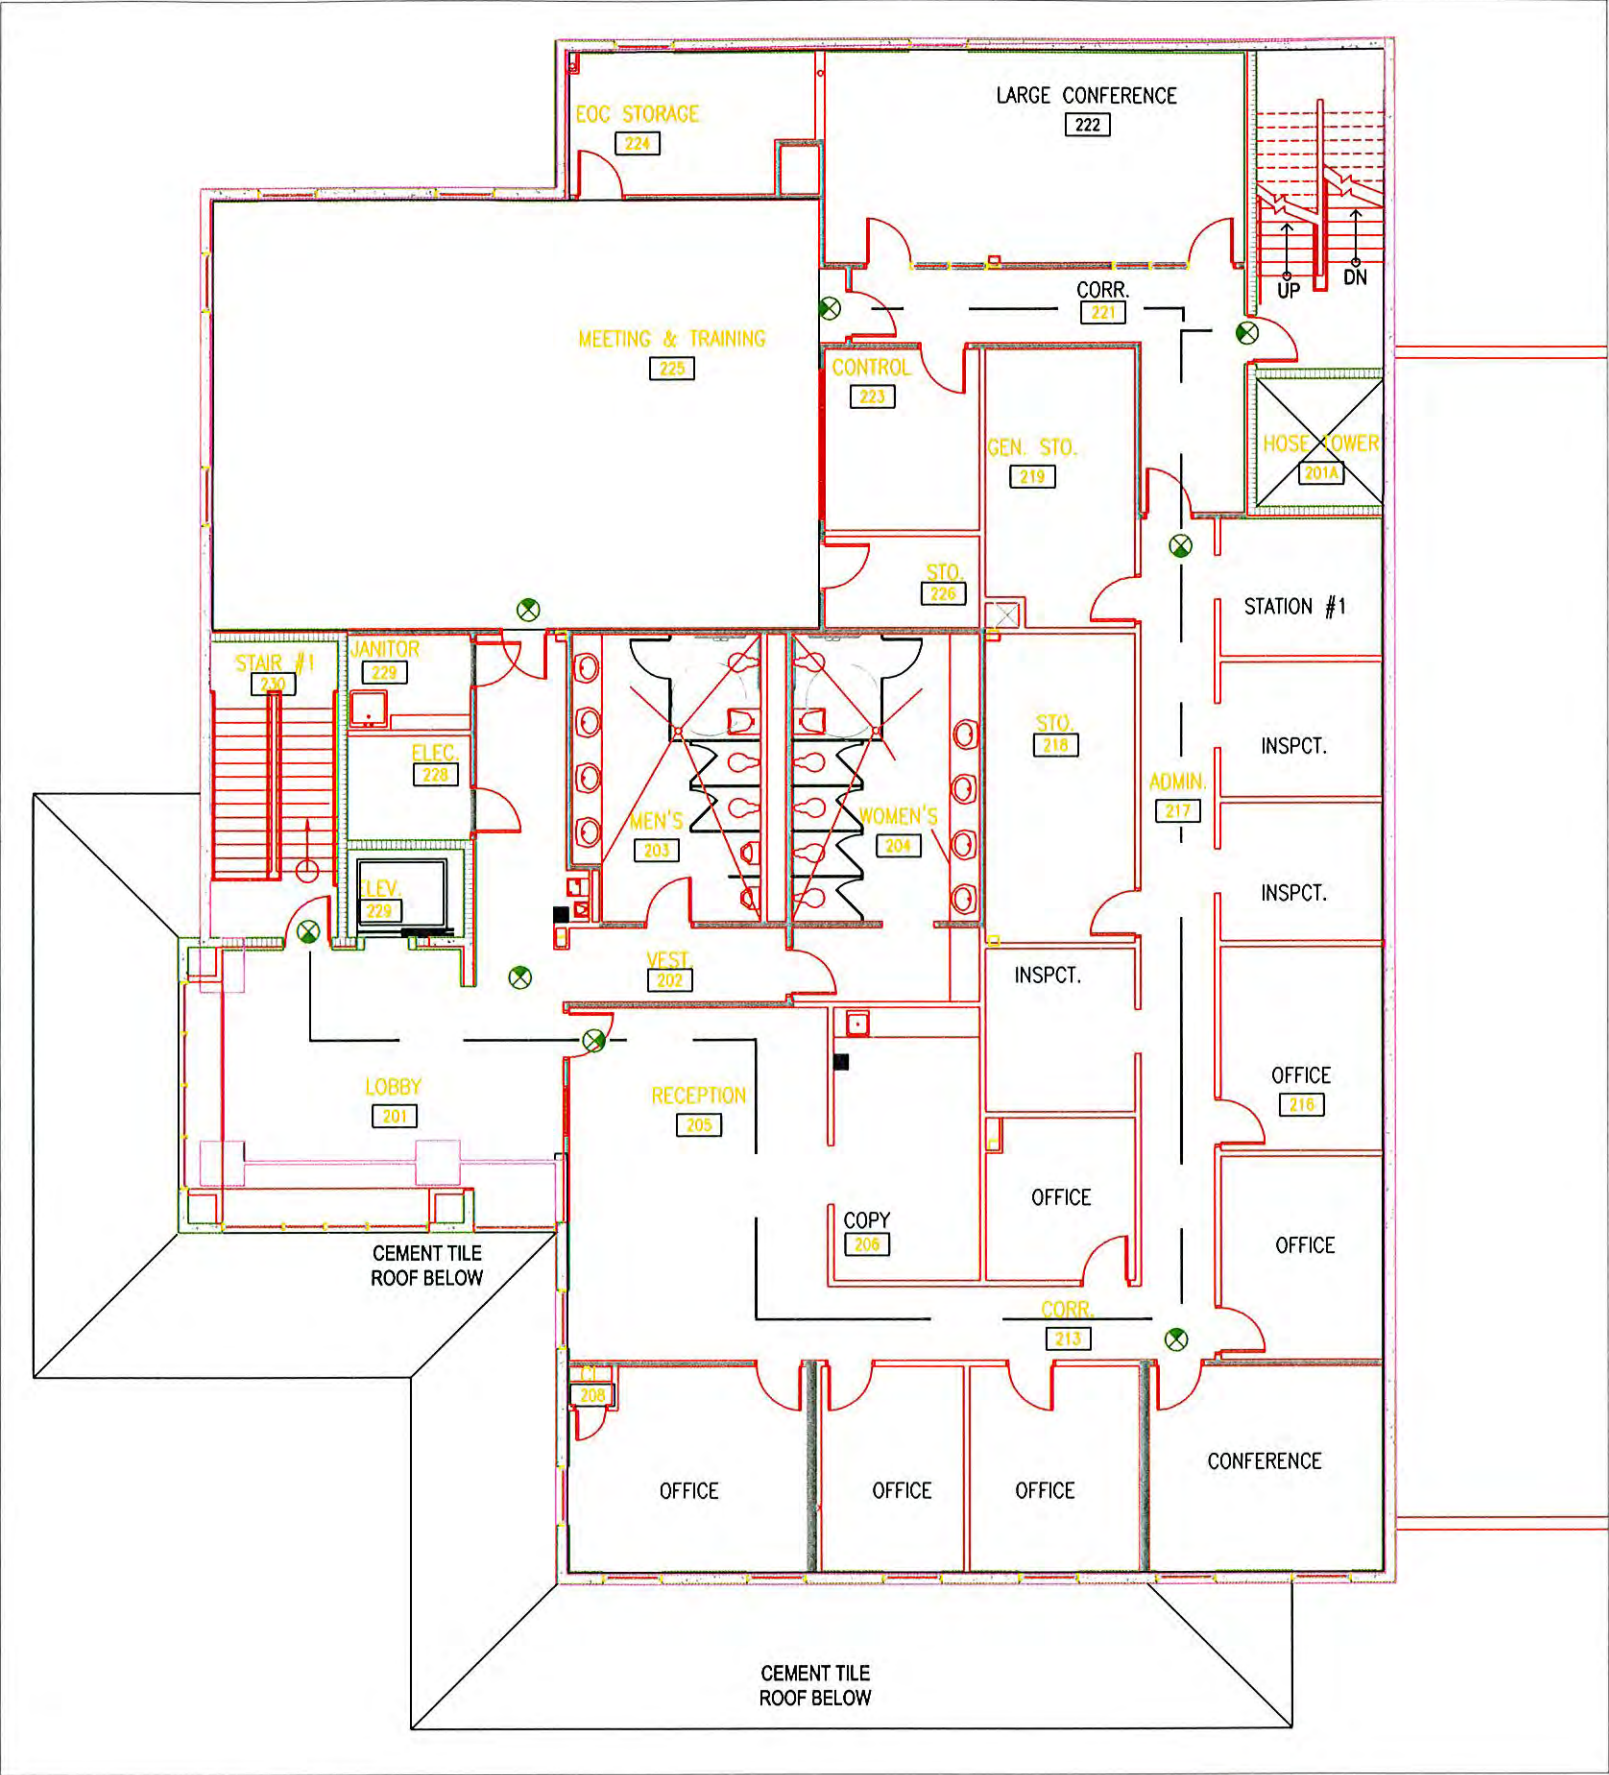 EOC STORAGE
224
LARGE CONFERENCE
222
UP
DN
CORR.
221
MEETING & TRAINING
225
CONTROL
223
GEN. STO.
219
HOSE TOWER
201A
STO.
226
STATION #1
STAIR #1
230
JANITOR
229
ELEC.
228
ELEV.
229
MEN'S
203
WOMEN'S
204
STO.
218
INSPCT.
ADMIN.
217
INSPCT.
VEST.
202
INSPCT.
LOBBY
201
RECEPTION
205
OFFICE
216
OFFICE
COPY
206
OFFICE
CEMENT TILE
ROOF BELOW
CORR.
213
CL
208
OFFICE
OFFICE
OFFICE
CONFERENCE
CEMENT TILE
ROOF BELOW